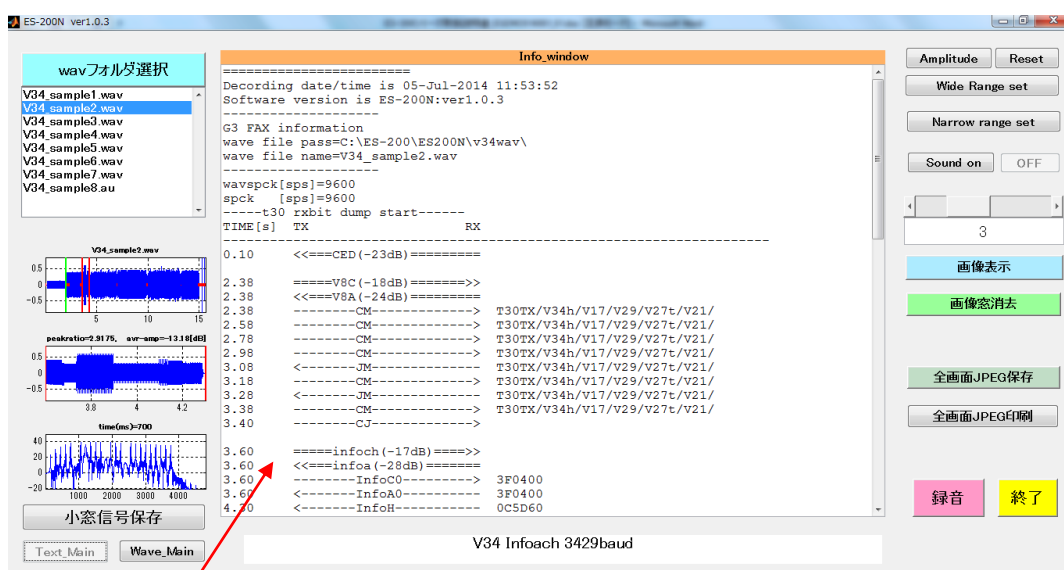 ES-200N ver1.0.3
wavフォルダ選択
V34_sample1.wav
V34_sample2.wav
V34_sample3.wav
V34_sample4.wav
V34_sample5.wav
V34_sample6.wav
V34_sample7.wav
V34_sample8.au
V34_sample2.wav
0.5
0
-0.5
5 10 15
peakratio=2.9175, avr-amp=-13.18[dB]
0.5
0
-0.5
3.8 4 4.2
time(ms)=700
40
20
0
-20
1000 2000 3000 4000
小窓信号保存
Text_Main Wave_Main
Info_window
=========================
Decording date/time is 05-Jul-2014 11:53:52
Software version is ES-200N:ver1.0.3
---------------------
G3 FAX information
wave file pass=C:\ES-200\ES200N\v34wav\
wave file name=V34_sample2.wav
---------------------
wavspck[sps]=9600
spck [sps]=9600
-----t30 rxbit dump start------
TIME[s] TX RX
-------------------------------------------------------------------------
0.10 <<===CED(-23dB)=========
2.38 =====V8C(-18dB)=======>>
2.38 <<===V8A(-24dB)=========
2.38 --------CM-------------> T30TX/V34h/V17/V29/V27t/V21/
2.58 --------CM-------------> T30TX/V34h/V17/V29/V27t/V21/
2.78 --------CM-------------> T30TX/V34h/V17/V29/V27t/V21/
2.98 --------CM-------------> T30TX/V34h/V17/V29/V27t/V21/
3.08 <-------JM-------------- T30TX/V34h/V17/V29/V27t/V21/
3.18 --------CM-------------> T30TX/V34h/V17/V29/V27t/V21/
3.28 <-------JM-------------- T30TX/V34h/V17/V29/V27t/V21/
3.38 --------CM-------------> T30TX/V34h/V17/V29/V27t/V21/
3.40 --------CJ------------->
3.60 =====infoch(-17dB)====>>
3.60 <<===infoa(-28dB)=======
3.60 --------InfoC0---------> 3F0400
3.60 <-------InfoA0---------- 3F0400
4.30 <-------InfoH----------- 0C5D60
V34 Infoach 3429baud
Amplitude Reset
Wide Range set
Narrow range set
Sound on OFF
3
画像表示
画像窓消去
全画面JPEG保存
全画面JPEG印刷
録音 終了